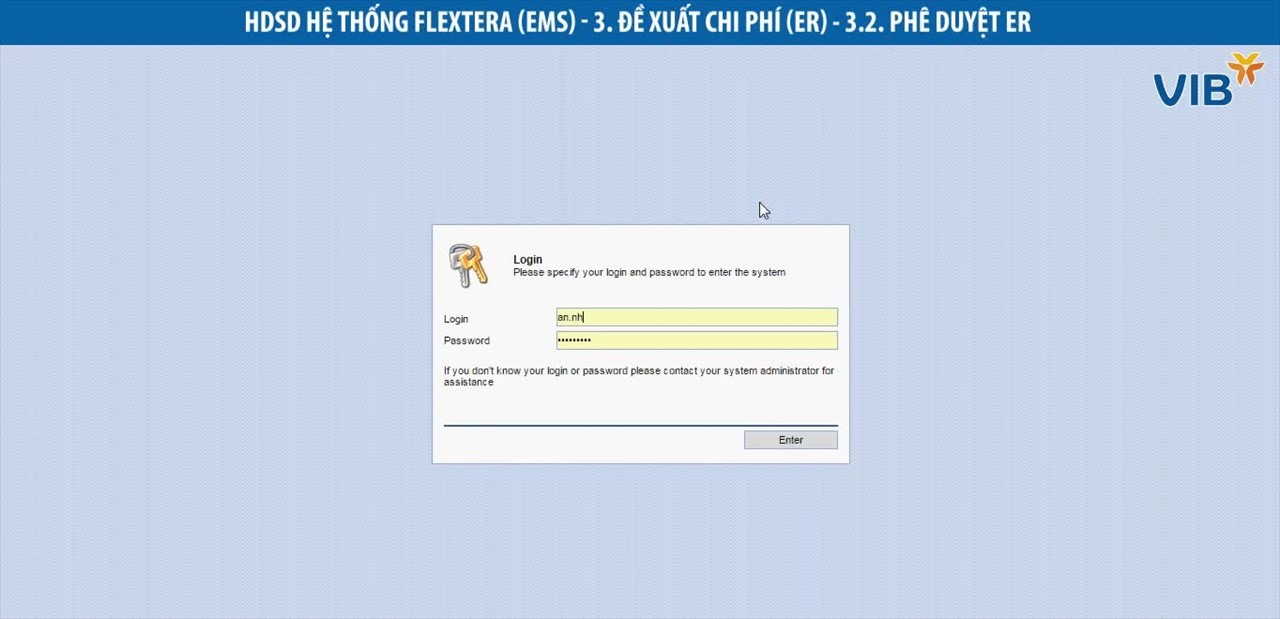 HDSD HỆ THỐNG FLEXTERA (EMS) - 3. ĐỀ XUẤT CHI PHÍ (ER) - 3.2. PHÊ DUYỆT ER
VIB
Login
Please specify your login and password to enter the system
Login
an.nh
Password
•••••••••
If you don't know your login or password please contact your system administrator for
assistance
Enter